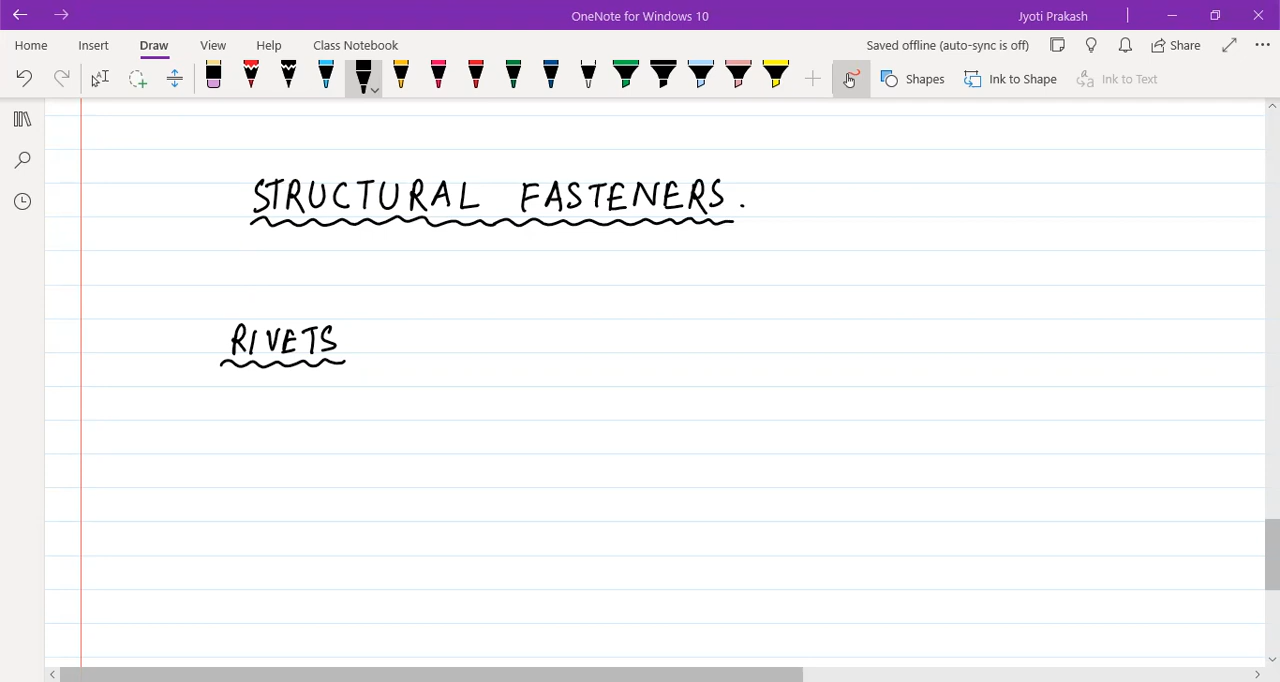 OneNote for Windows 10
Jyoti Prakash
Home Insert Draw View Help Class Notebook
Saved offline (auto-sync is off) Share
Shapes Ink to Shape Ink to Text
STRUCTURAL FASTENERS.
RIVETS